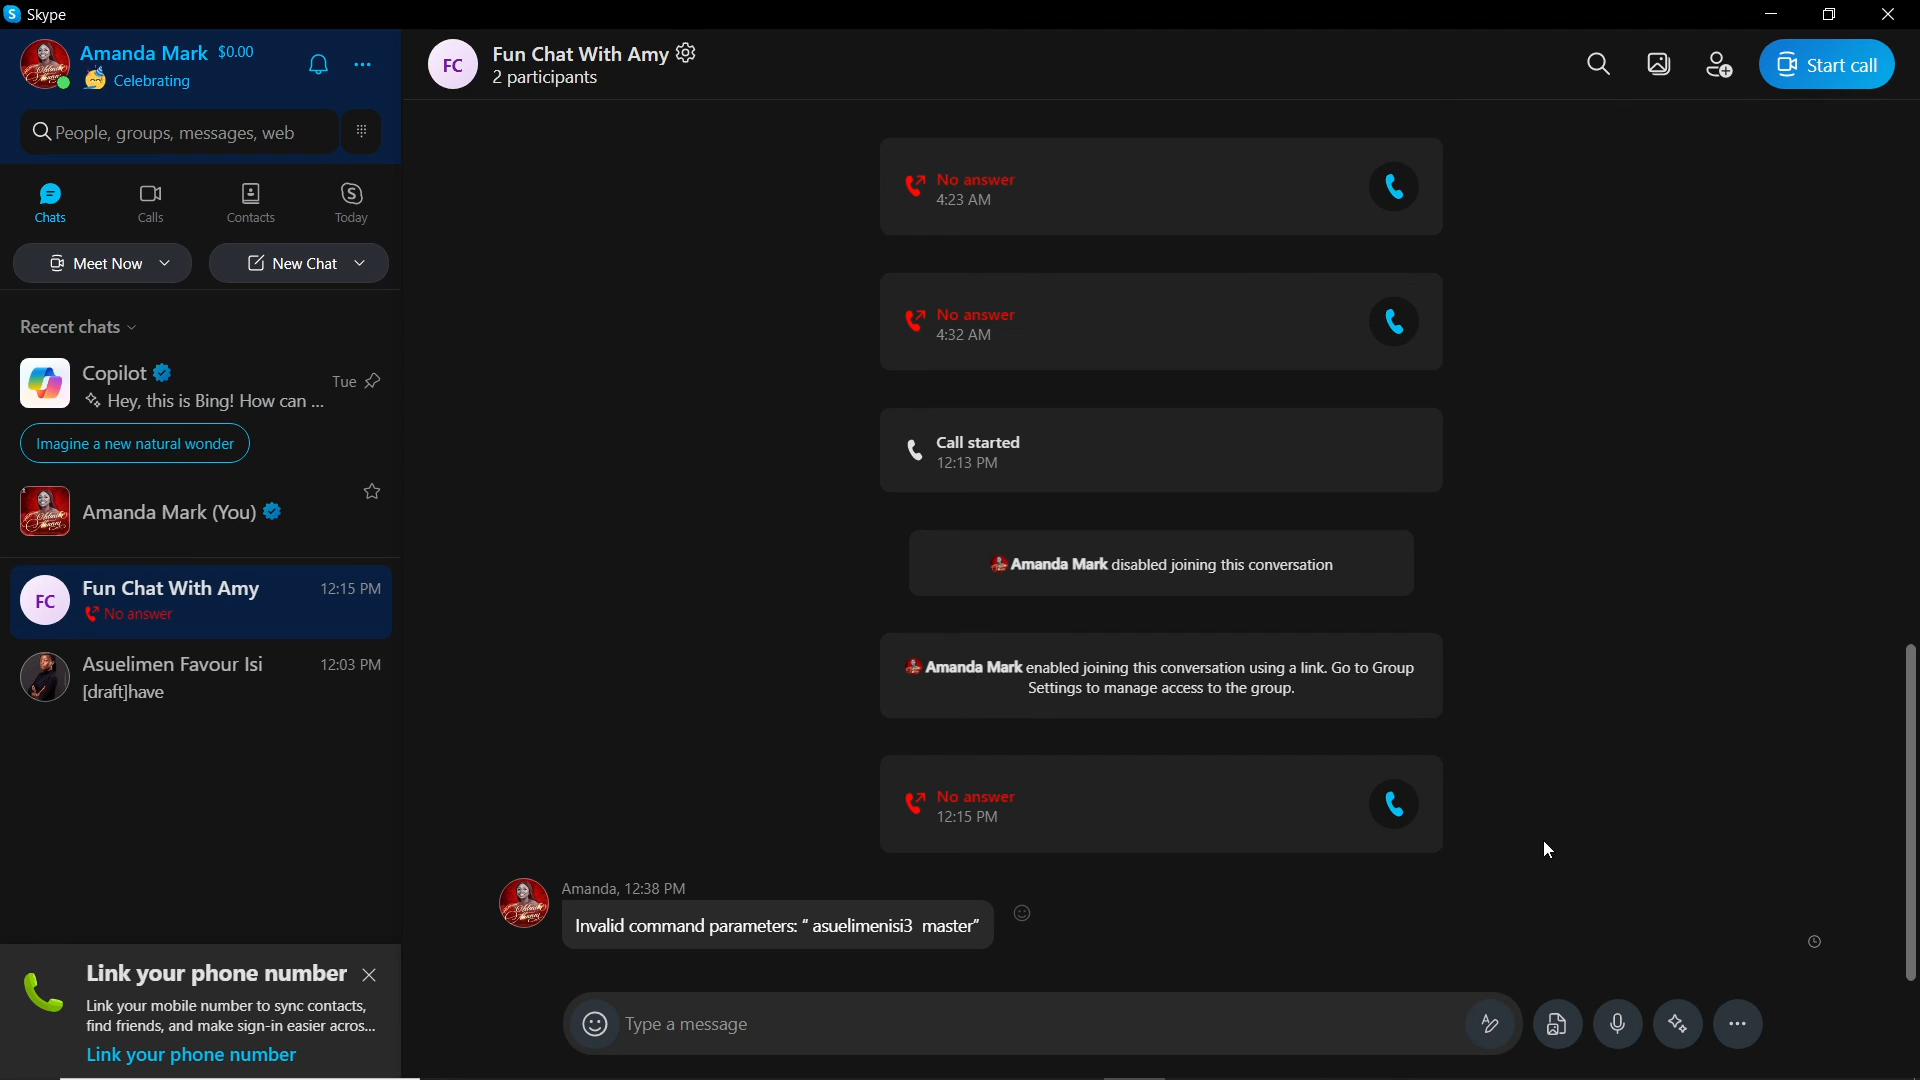 Skype
Amanda Mark $0.00
Celebrating
People, groups, messages, web
Chats
Calls
Contacts
Today
Meet Now
New Chat
Recent chats
Copilot
Tue
Hey, this is Bing! How can ...
Imagine a new natural wonder
Amanda Mark (You)
FC
Fun Chat With Amy
12:15 PM
No answer
Asuelimen Favour Isi
12:03 PM
[draft]have
Link your phone number
Link your mobile number to sync contacts,
find friends, and make sign-in easier acros...
Link your phone number
FC
Fun Chat With Amy
2 participants
Start call
No answer
4:23 AM
No answer
4:32 AM
Call started
12:13 PM
Amanda Mark disabled joining this conversation
Amanda Mark enabled joining this conversation using a link. Go to Group
Settings to manage access to the group.
No answer
12:15 PM
Amanda, 12:38 PM
Invalid command parameters: “ asuelimenisi3 master”
Type a message